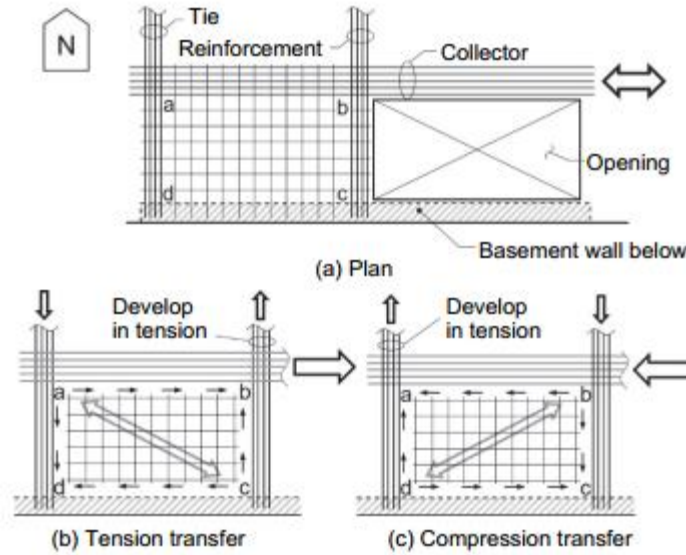 N
Tie
Reinforcement
Collector
a
b
Opening
d
c
Basement wall below
(a) Plan
Develop
in tension
Develop
in tension
a
b
a
b
d
c
d
c
(b) Tension transfer
(c) Compression transfer